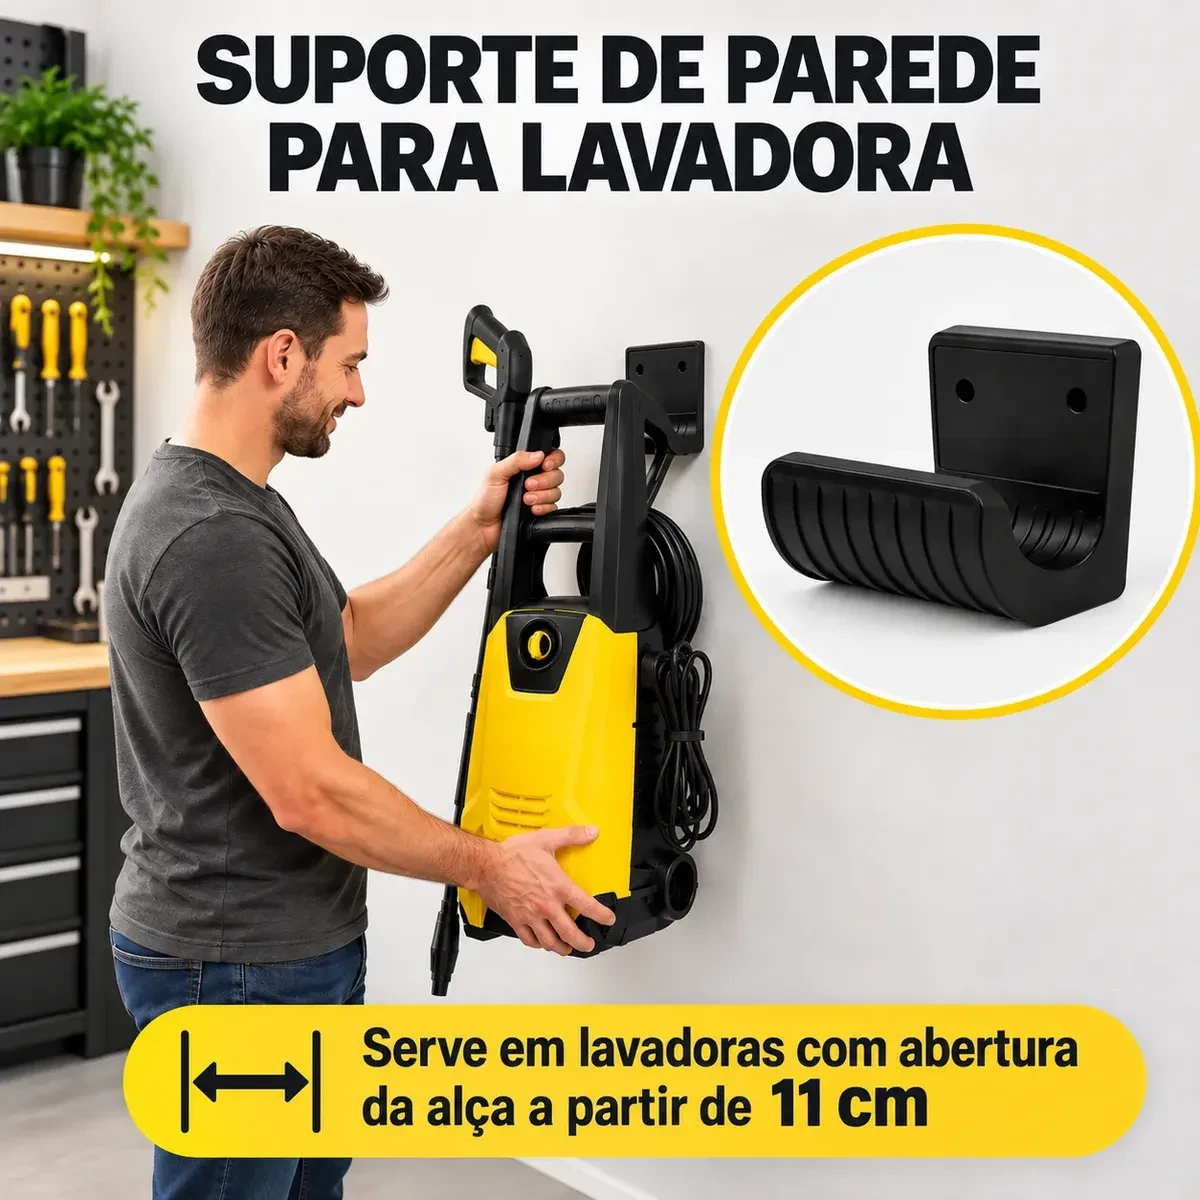 SUPORTE DE PAREDE
PARA LAVADORA
Serve em lavadoras com abertura
da alça a partir de 11 cm